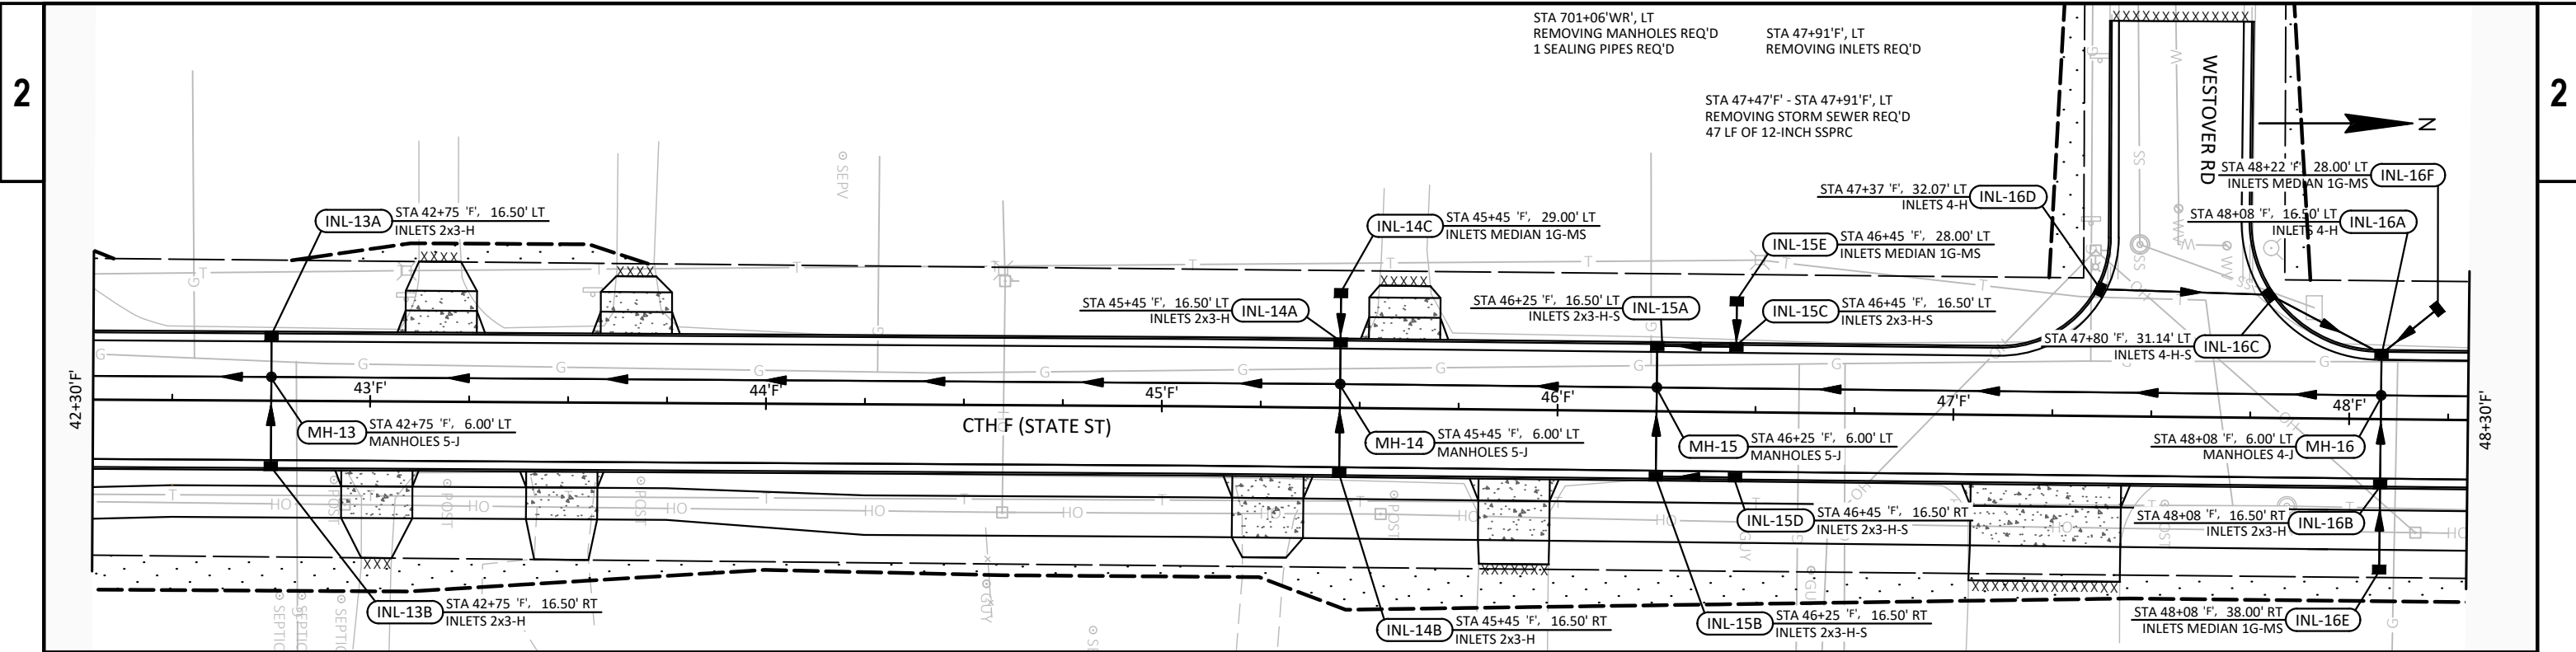 2
2
STA 701+06'WR', LT
REMOVING MANHOLES REQ'D
1 SEALING PIPES REQ'D
STA 47+91'F', LT
REMOVING INLETS REQ'D
STA 47+47'F' - STA 47+91'F', LT
REMOVING STORM SEWER REQ'D
47 LF OF 12-INCH SSPRC
WESTOVER RD
N
STA 48+22 'F', 28.00' LT
INLETS MEDIAN 1G-MS
INL-16F
STA 47+37 'F', 32.07' LT
INLETS 4-H
INL-16D
STA 48+08 'F', 16.50' LT
INLETS 4-H
INL-16A
INL-13A
STA 42+75 'F', 16.50' LT
INLETS 2x3-H
INL-14C
STA 45+45 'F', 29.00' LT
INLETS MEDIAN 1G-MS
INL-15E
STA 46+45 'F', 28.00' LT
INLETS MEDIAN 1G-MS
STA 45+45 'F', 16.50' LT
INLETS 2x3-H
INL-14A
STA 46+25 'F', 16.50' LT
INLETS 2x3-H-S
INL-15A
INL-15C
STA 46+45 'F', 16.50' LT
INLETS 2x3-H-S
STA 47+80 'F', 31.14' LT
INLETS 4-H-S
INL-16C
42+30'F'
43'F'
44'F'
45'F'
46'F'
47'F'
48'F'
48+30'F'
CTH F (STATE ST)
MH-13
STA 42+75 'F', 6.00' LT
MANHOLES 5-J
MH-14
STA 45+45 'F', 6.00' LT
MANHOLES 5-J
MH-15
STA 46+25 'F', 6.00' LT
MANHOLES 5-J
STA 48+08 'F', 6.00' LT
MANHOLES 4-J
MH-16
INL-15D
STA 46+45 'F', 16.50' RT
INLETS 2x3-H-S
STA 48+08 'F', 16.50' RT
INLETS 2x3-H
INL-16B
INL-13B
STA 42+75 'F', 16.50' RT
INLETS 2x3-H
INL-14B
STA 45+45 'F', 16.50' RT
INLETS 2x3-H
INL-15B
STA 46+25 'F', 16.50' RT
INLETS 2x3-H-S
STA 48+08 'F', 38.00' RT
INLETS MEDIAN 1G-MS
INL-16E
SEPV
POST
POST
POST
POST
POST
GUY
GUY
SEPTIC
SEPTIC
SEPTIC